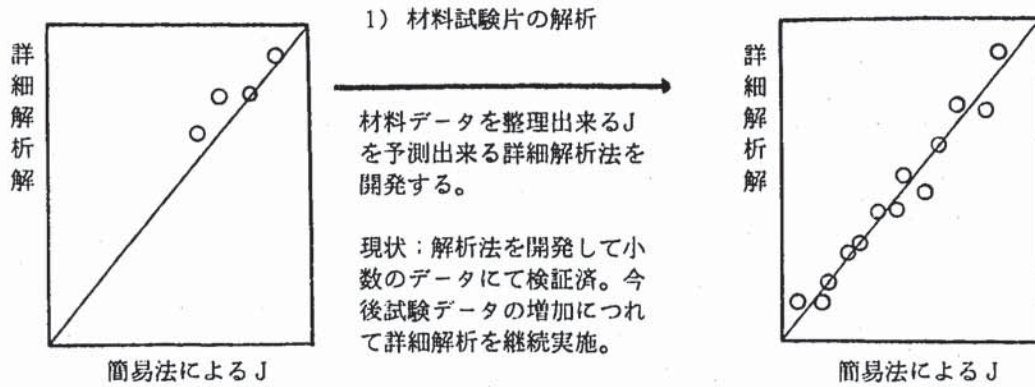 1) 材料試験片の解析
詳細解析解
簡易法によるJ
材料データを整理出来るJ
を予測出来る詳細解析法を
開発する。
現状：解析法を開発して小
数のデータにて検証済。今
後試験データの増加につれ
て詳細解析を継続実施。
詳細解析解
簡易法によるJ